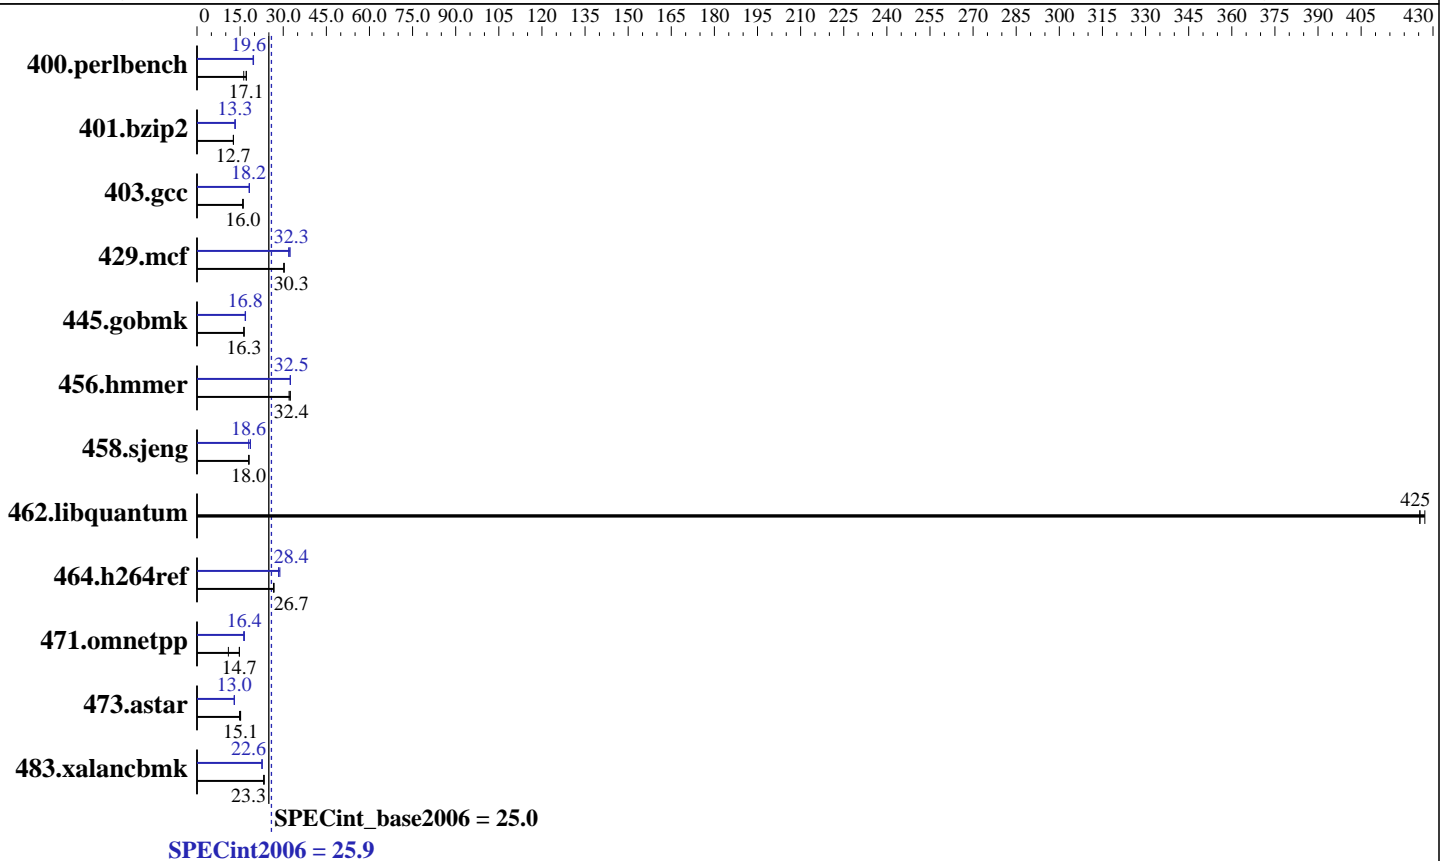 0 15.0 30.0 45.0 60.0 75.0 90.0 105 120 135 150 165 180 195 210 225 240 255 270 285 300 315 330 345 360 375 390 405 430
19.6
400.perlbench
17.1
13.3
401.bzip2
12.7
18.2
403.gcc
16.0
32.3
429.mcf
30.3
16.8
445.gobmk
16.3
32.5
456.hmmer
32.4
18.6
458.sjeng
18.0
425
462.libquantum
28.4
464.h264ref
26.7
16.4
471.omnetpp
14.7
13.0
473.astar
15.1
22.6
483.xalancbmk
23.3
SPECint_base2006 = 25.0
SPECint2006 = 25.9